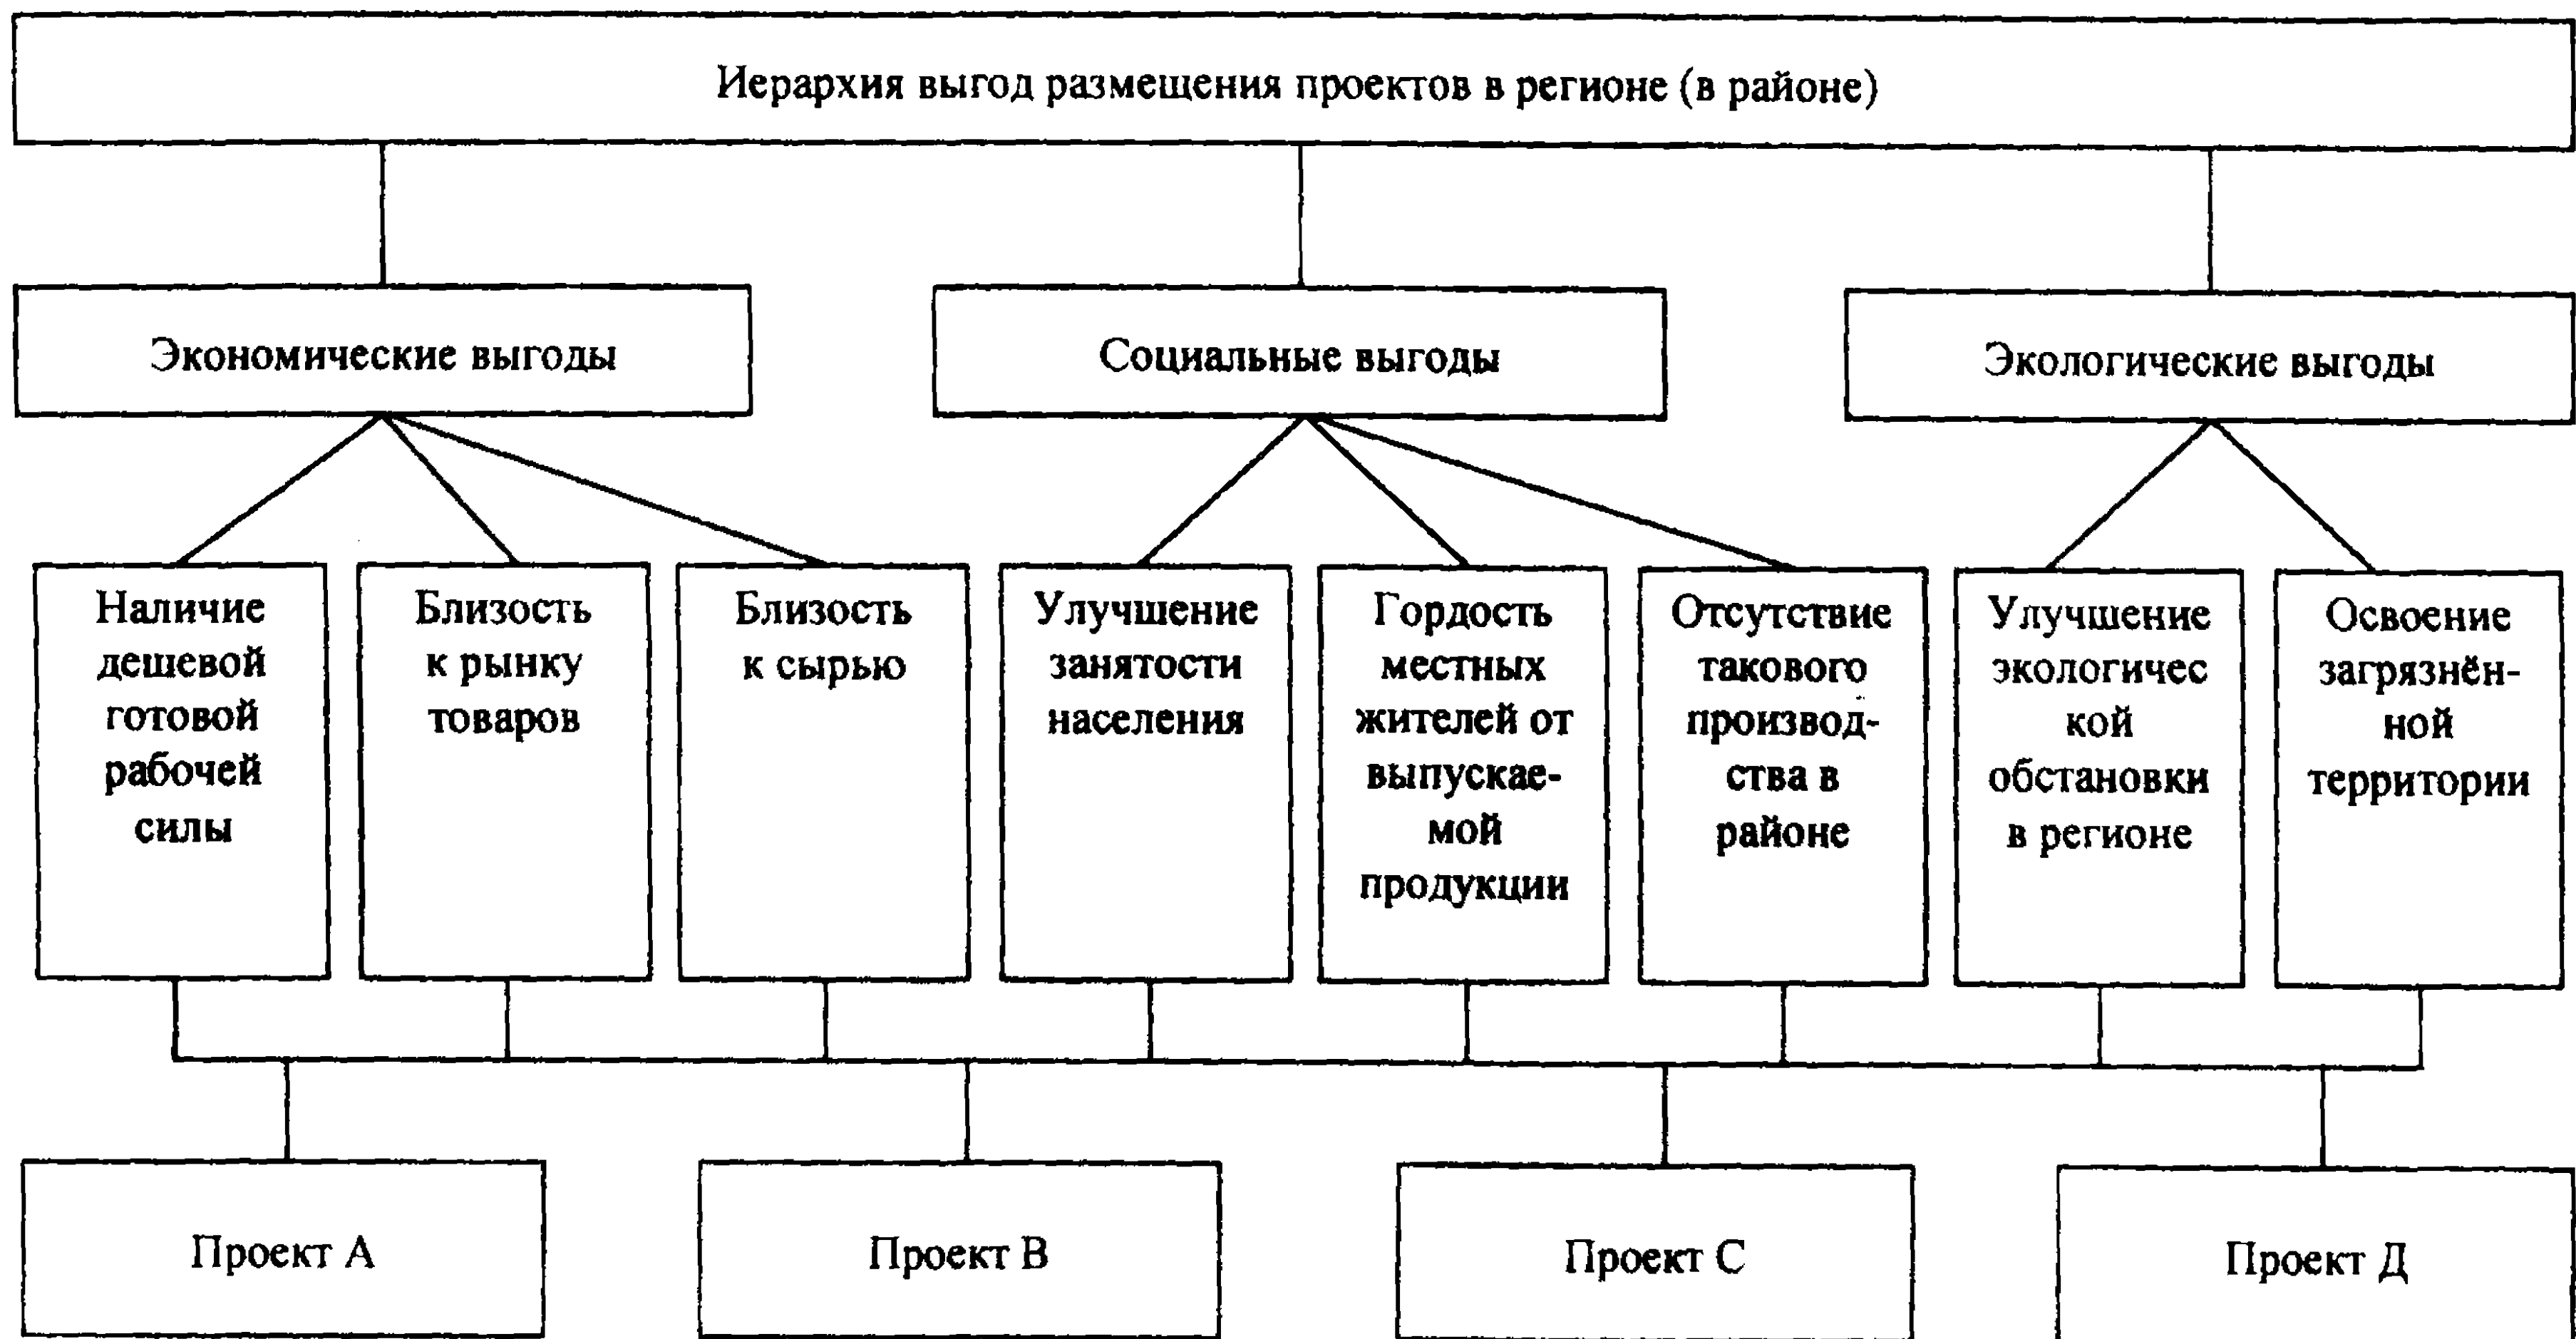 Иерархия выгод размещения проектов в регионе (в районе)
Экономические выгоды
Социальные выгоды
Экологические выгоды
Наличие
дешевой
готовой
рабочей
силы
Близость
к рынку
товаров
Близость
к сырью
Улучшение
занятости
населения
Гордость
местных
жителей от
выпускае-
мой
продукции
Отсутствие
такового
производ-
ства в
районе
Улучшение
экологичес
кой
обстановки
в регионе
Освоение
загрязнён-
ной
территории
Проект А
Проект В
Проект С
Проект Д